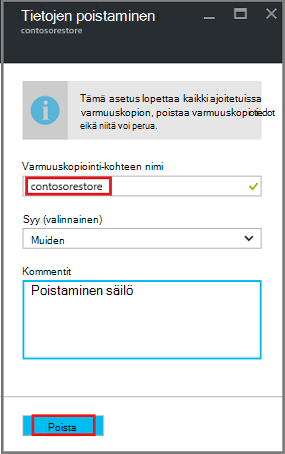 Tietojen poistaminen
contosorestore
Tämä asetus lopettaa kaikki ajoitetuissa
varmuuskopion, poistaa varmuuskopiotiedot
eikä niitä voi perua.
Varmuuskopiointi-kohteen nimi
contosorestore
Syy (valinnainen)
Muiden
Kommentit
Poistaminen säilö
Poista